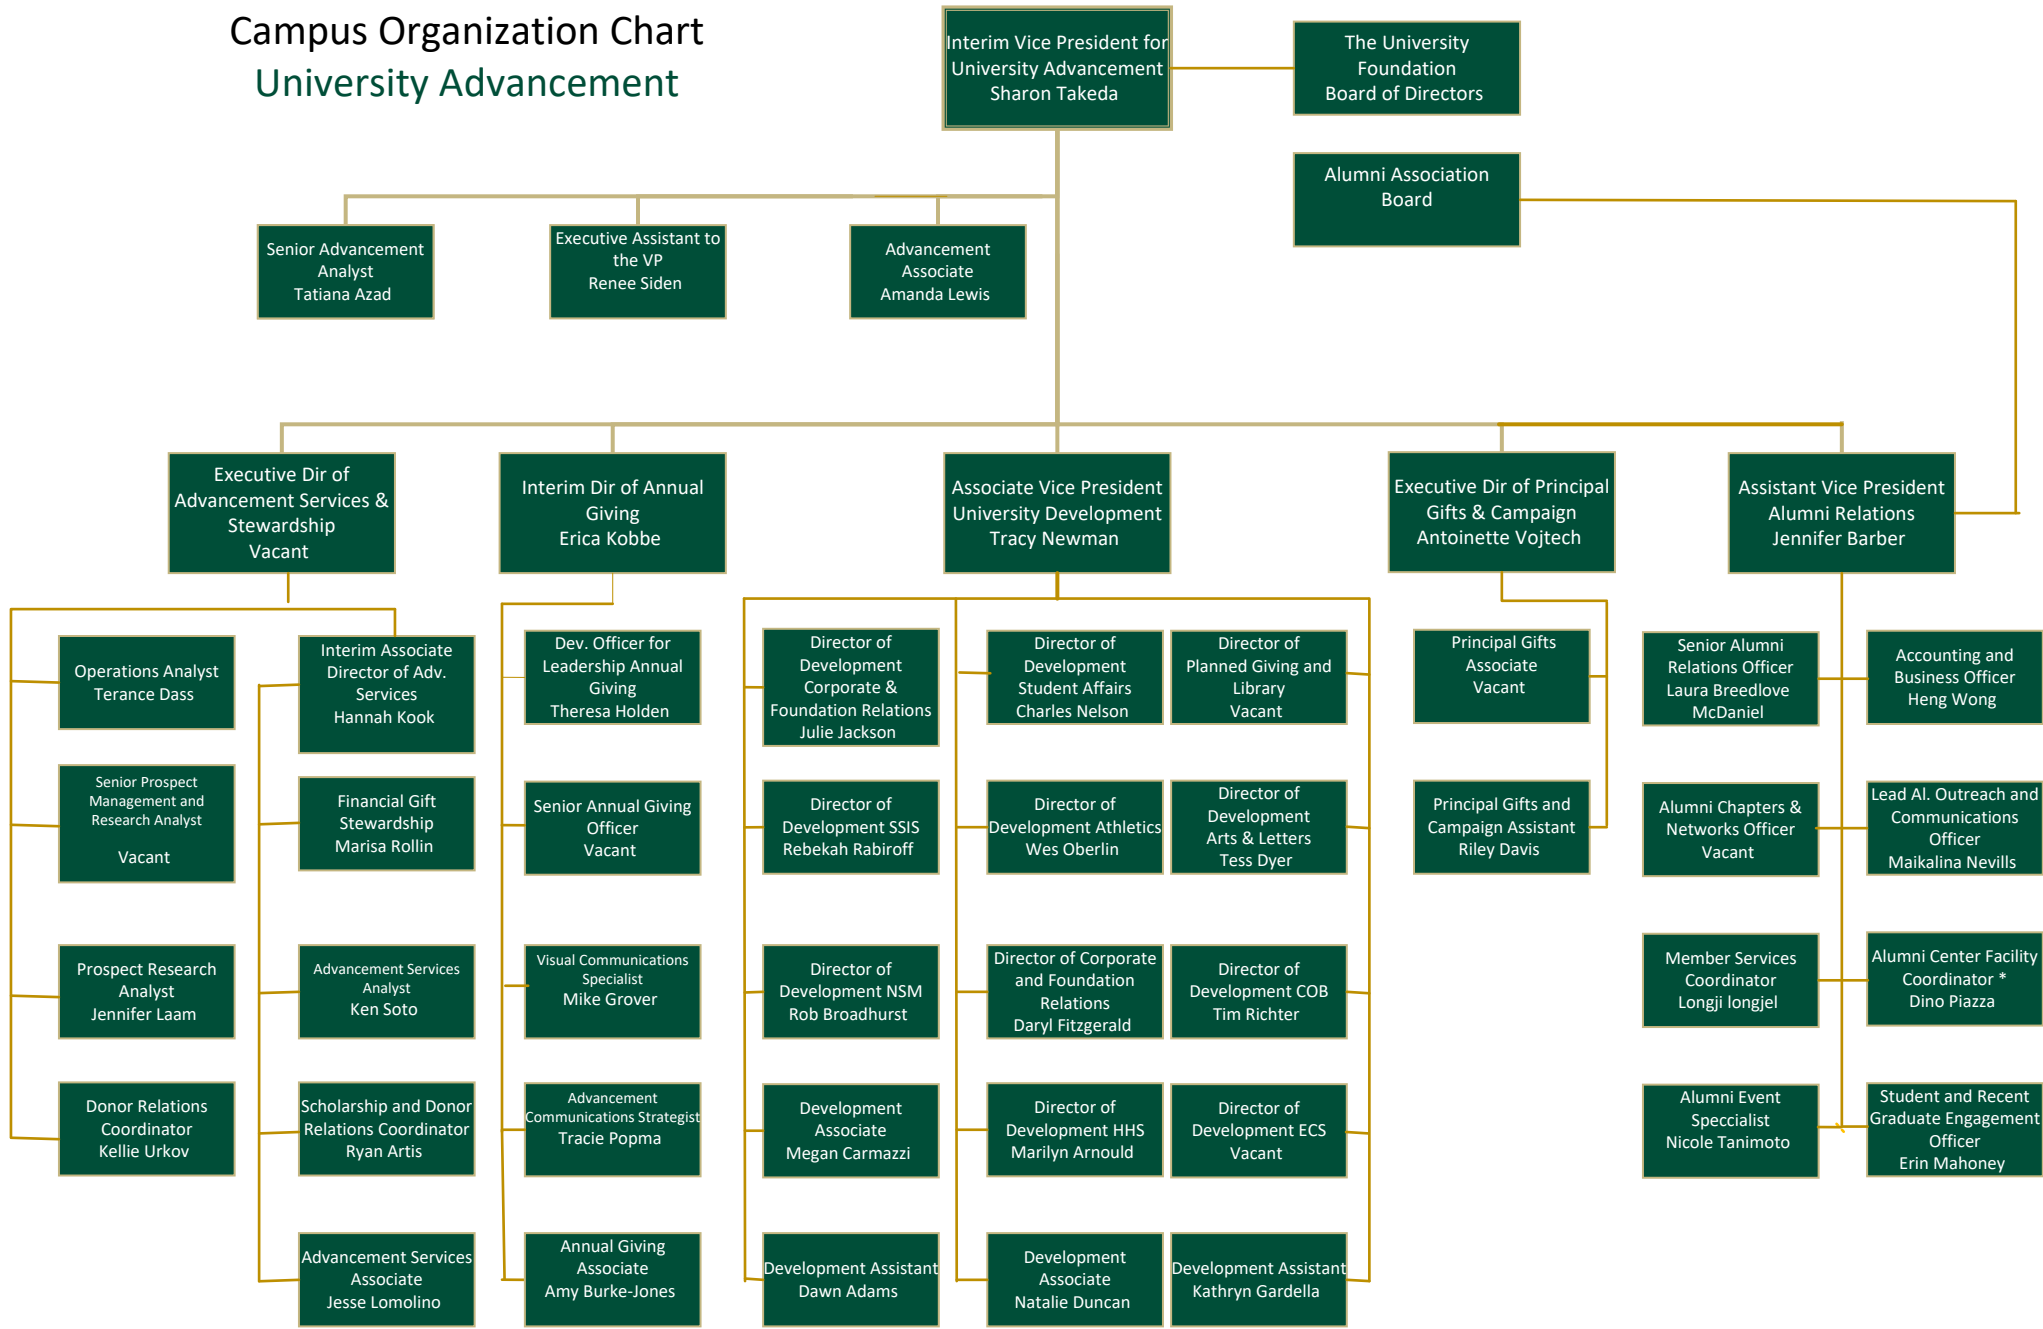 Campus Organization Chart
University Advancement
Interim Vice President for
University Advancement
Sharon Takeda
The University
Foundation
Board of Directors
Alumni Association
Board
Senior Advancement
Analyst
Tatiana Azad
Executive Assistant to
the VP
Renee Siden
Advancement
Associate
Amanda Lewis
Executive Dir of
Advancement Services &
Stewardship
Vacant
Interim Dir of Annual
Giving
Erica Kobbe
Associate Vice President
University Development
Tracy Newman
Executive Dir of Principal
Gifts & Campaign
Antoinette Vojtech
Assistant Vice President
Alumni Relations
Jennifer Barber
Operations Analyst
Terance Dass
Interim Associate
Director of Adv.
Services
Hannah Kook
Dev. Officer for
Leadership Annual
Giving
Theresa Holden
Director of
Development
Corporate &
Foundation Relations
Julie Jackson
Director of
Development
Student Affairs
Charles Nelson
Director of
Planned Giving and
Library
Vacant
Principal Gifts
Associate
Vacant
Senior Alumni
Relations Officer
Laura Breedlove
McDaniel
Accounting and
Business Officer
Heng Wong
Senior Prospect
Management and
Research Analyst
Vacant
Financial Gift
Stewardship
Marisa Rollin
Senior Annual Giving
Officer
Vacant
Director of
Development SSIS
Rebekah Rabiroff
Director of
Development Athletics
Wes Oberlin
Director of
Development
Arts & Letters
Tess Dyer
Principal Gifts and
Campaign Assistant
Riley Davis
Alumni Chapters &
Networks Officer
Vacant
Lead Al. Outreach and
Communications
Officer
Maikalina Nevills
Prospect Research
Analyst
Jennifer Laam
Advancement Services
Analyst
Ken Soto
Visual Communications
Specialist
Mike Grover
Director of
Development NSM
Rob Broadhurst
Director of Corporate
and Foundation
Relations
Daryl Fitzgerald
Director of
Development COB
Tim Richter
Member Services
Coordinator
Longji longjel
Alumni Center Facility
Coordinator *
Dino Piazza
Donor Relations
Coordinator
Kellie Urkov
Scholarship and Donor
Relations Coordinator
Ryan Artis
Advancement
Communications Strategist
Tracie Popma
Development
Associate
Megan Carmazzi
Director of
Development HHS
Marilyn Arnould
Director of
Development ECS
Vacant
Alumni Event
Speccialist
Nicole Tanimoto
Student and Recent
Graduate Engagement
Officer
Erin Mahoney
Advancement Services
Associate
Jesse Lomolino
Annual Giving
Associate
Amy Burke-Jones
Development Assistant
Dawn Adams
Development
Associate
Natalie Duncan
Development Assistant
Kathryn Gardella